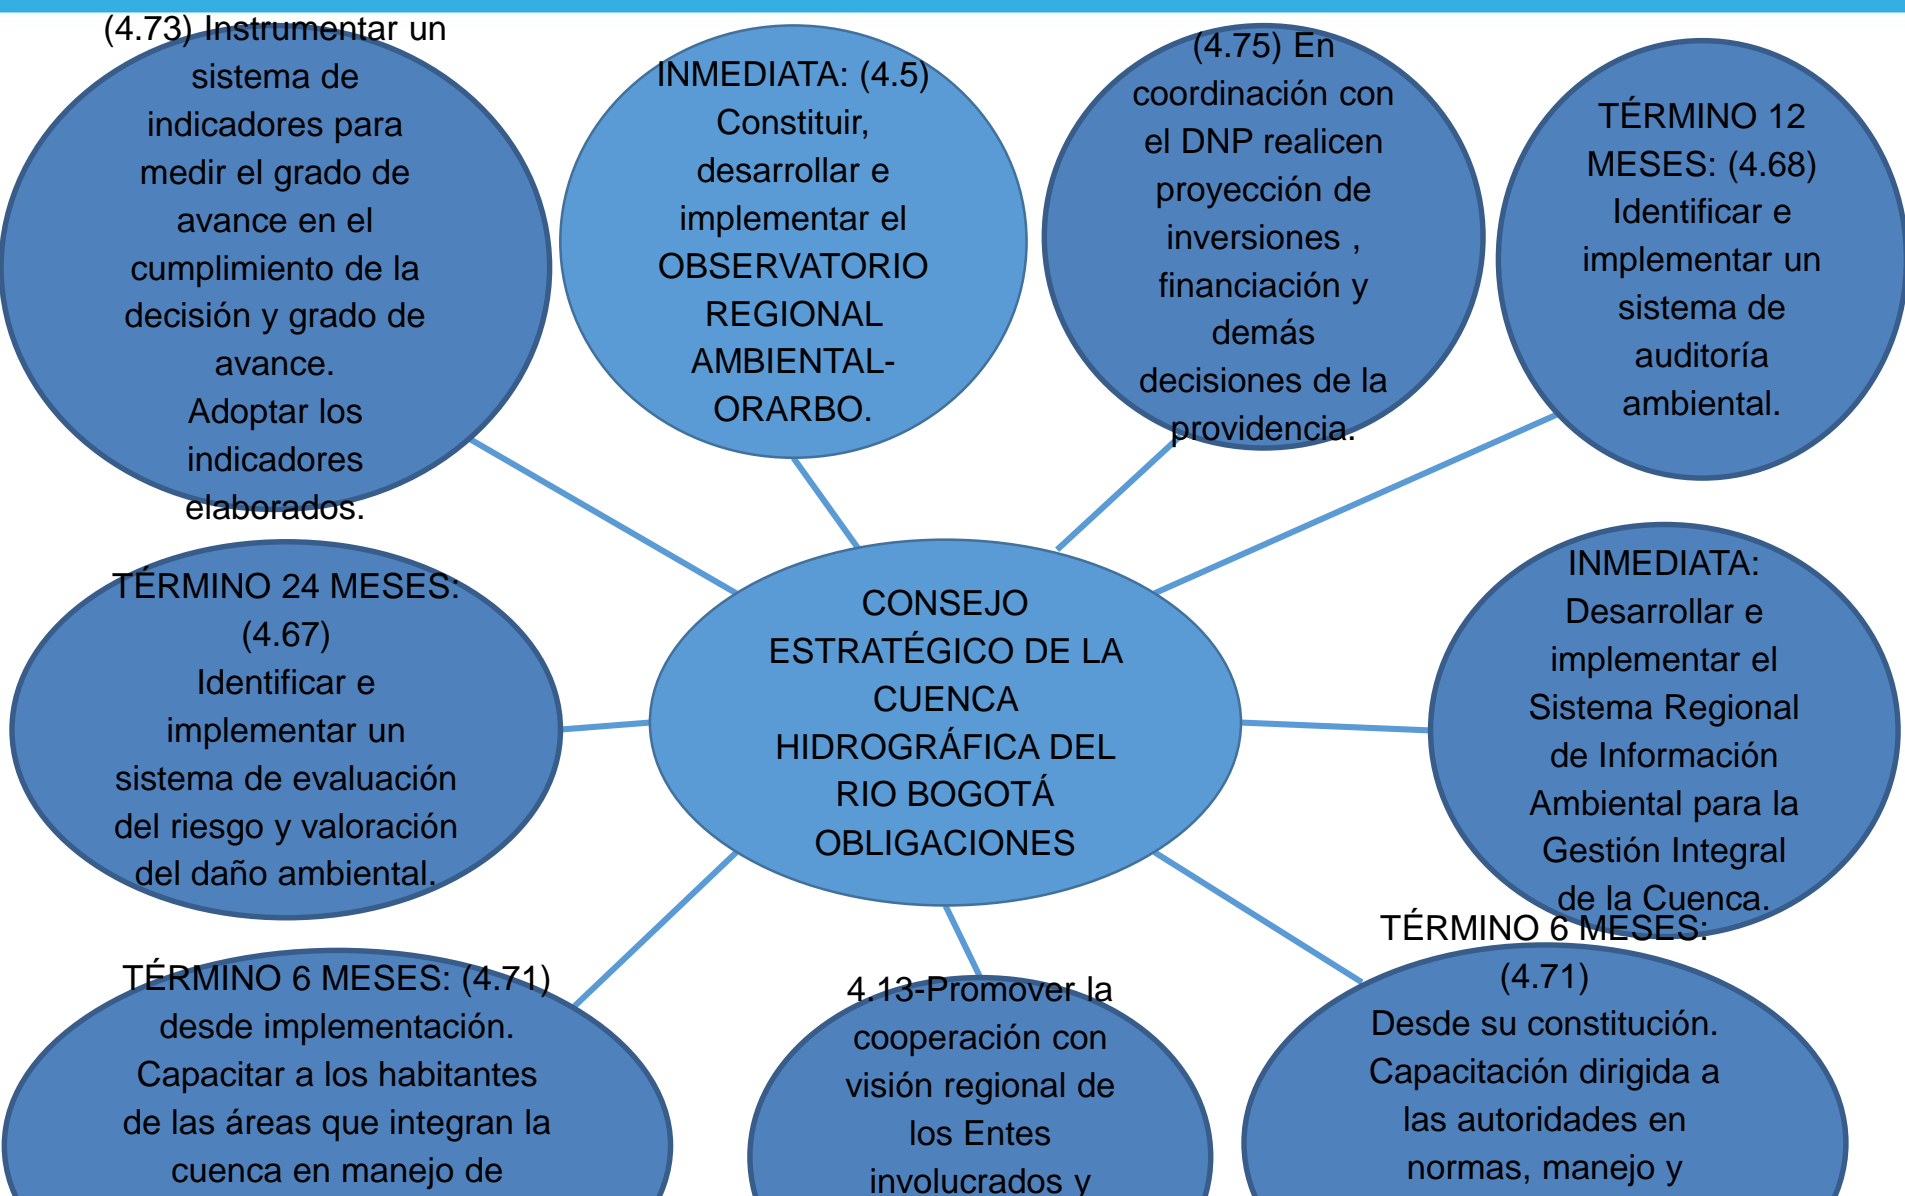 (4.73) Instrumentar un
sistema de
indicadores para
medir el grado de
avance en el
cumplimiento de la
decisión y grado de
avance.
Adoptar los
indicadores
elaborados.
INMEDIATA: (4.5)
Constituir,
desarrollar e
implementar el
OBSERVATORIO
REGIONAL
AMBIENTAL-
ORARBO.
(4.75) En
coordinación con
el DNP realicen
proyección de
inversiones ,
financiación y
demás
decisiones de la
providencia.
TÉRMINO 12
MESES: (4.68)
Identificar e
implementar un
sistema de
auditoría
ambiental.
TÉRMINO 24 MESES:
(4.67)
Identificar e
implementar un
sistema de evaluación
del riesgo y valoración
del daño ambiental.
CONSEJO
ESTRATÉGICO DE LA
CUENCA
HIDROGRÁFICA DEL
RIO BOGOTÁ
OBLIGACIONES
INMEDIATA:
Desarrollar e
implementar el
Sistema Regional
de Información
Ambiental para la
Gestión Integral
de la Cuenca.
TÉRMINO 6 MESES: (4.71)
desde implementación.
Capacitar a los habitantes
de las áreas que integran la
cuenca en manejo de
4.13-Promover la
cooperación con
visión regional de
los Entes
involucrados y
TÉRMINO 6 MESES:
(4.71)
Desde su constitución.
Capacitación dirigida a
las autoridades en
normas, manejo y